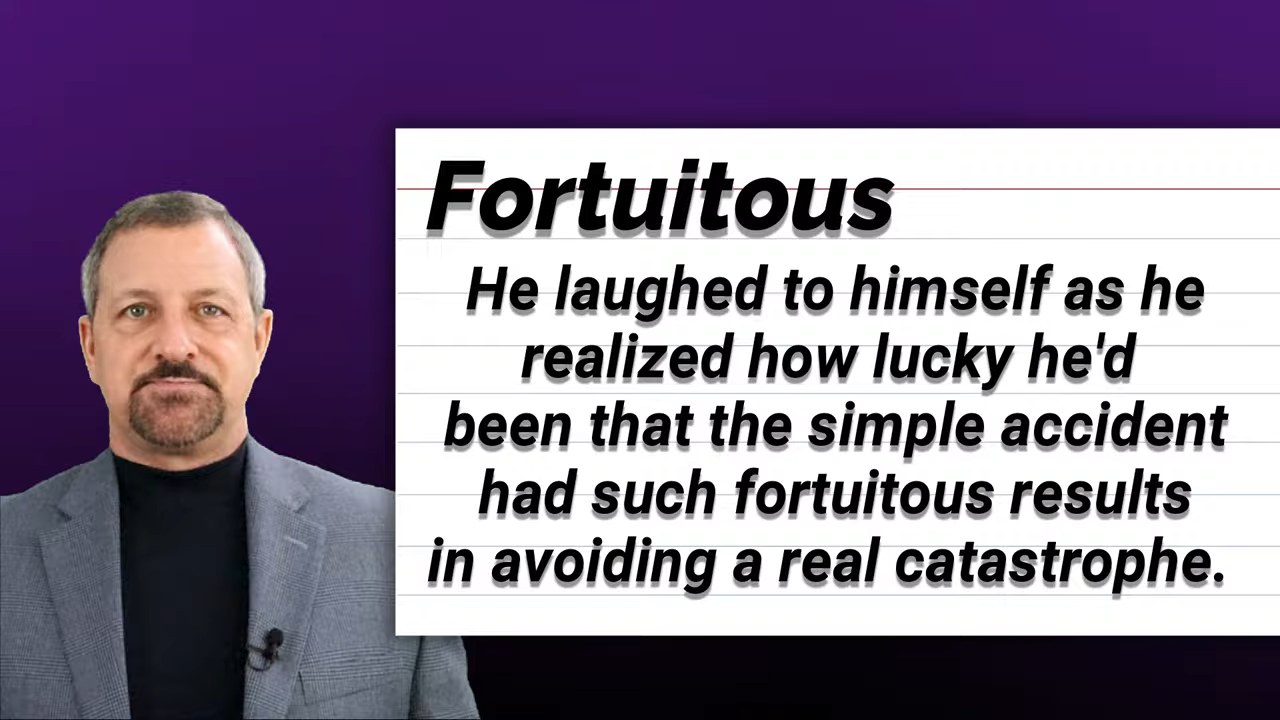 Fortuitous
He laughed to himself as he
realized how lucky he'd
been that the simple accident
had such fortuitous results
in avoiding a real catastrophe.